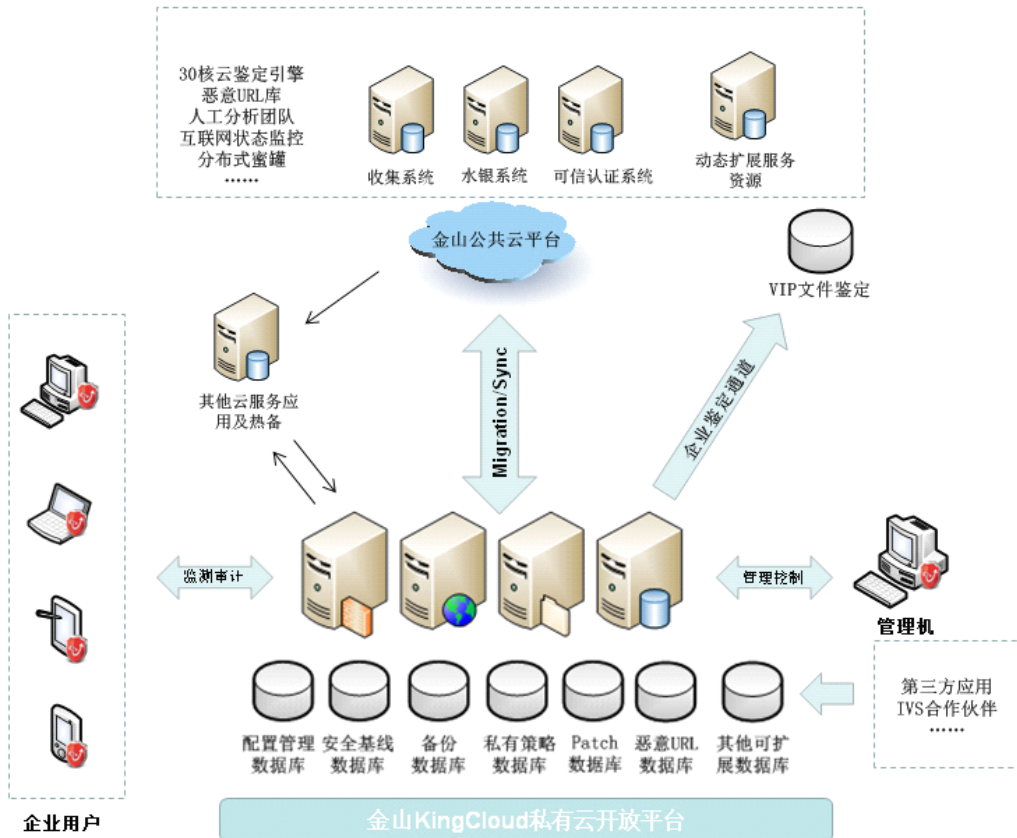 30核云鉴定引擎
恶意URL库
人工分析团队
互联网状态监控
分布式蜜罐
……
收集系统
水银系统
可信认证系统
动态扩展服务
资源
金山公共云平台
VIP文件鉴定
其他云服务应
用及热备
Migration/Sync
企业鉴定通道
监测审计
管理控制
管理机
第三方应用
IVS合作伙伴
……
配置管理
数据库
安全基线
数据库
备份
数据库
私有策略
数据库
Patch
数据库
恶意URL
数据库
其他可扩
展数据库
企业用户
金山KingCloud私有云开放平台